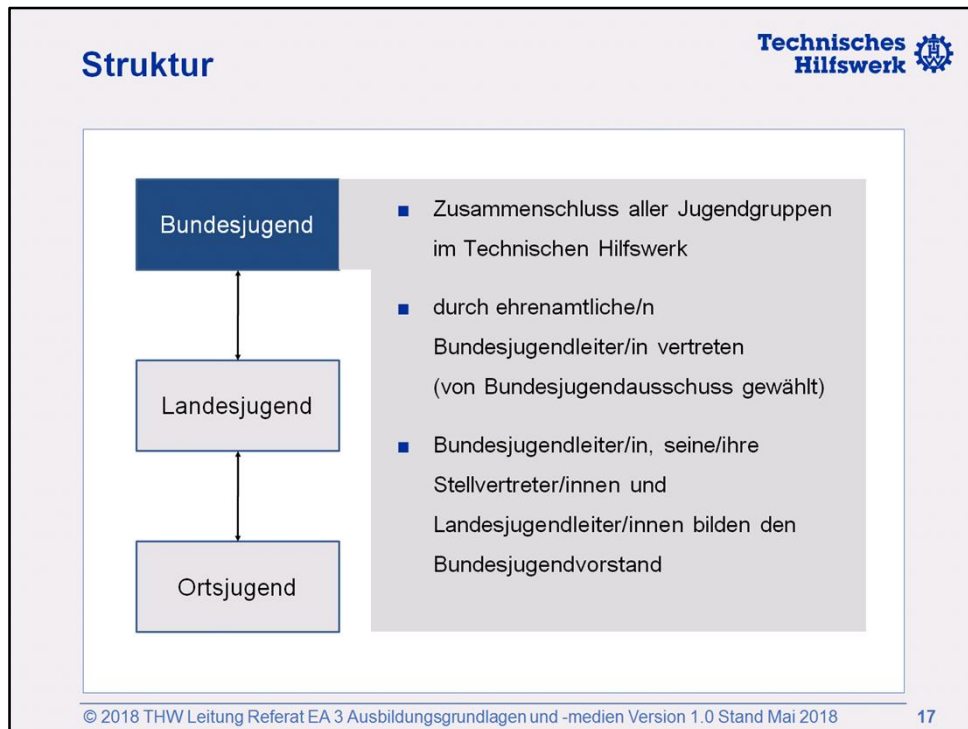 Struktur
Technisches
Hilfswerk
Bundesjugend
Landesjugend
Ortsjugend
■ Zusammenschluss aller Jugendgruppen
im Technischen Hilfswerk
■ durch ehrenamtliche/n
Bundesjugendleiter/in vertreten
(von Bundesjugendausschuss gewählt)
■ Bundesjugendleiter/in, seine/ihre
Stellvertreter/innen und
Landesjugendleiter/innen bilden den
Bundesjugendvorstand
© 2018 THW Leitung Referat EA 3 Ausbildungsgrundlagen und -medien Version 1.0 Stand Mai 2018 17